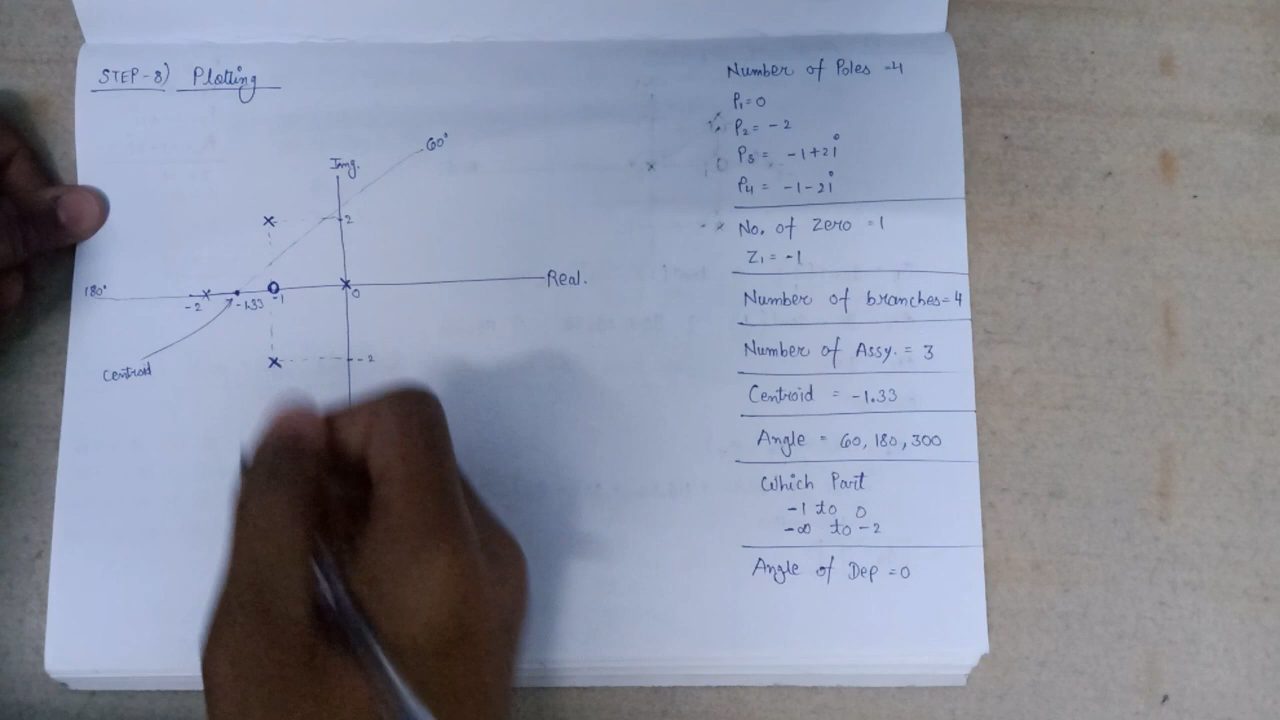 STEP-8) Plotting
60°
Img.
2
180°
-2
-1.33
-1
0
Real.
-2
Centroid
Number of Poles =4
P1=0
P2= -2
P3= -1+2i
P4= -1-2i
No. of Zero =1
Z1= -1
Number of branches=4
Number of Assy. = 3
Centroid = -1.33
Angle = 60, 180, 300
Which Part
-1 to 0
-∞ to -2
Angle of Dep =0